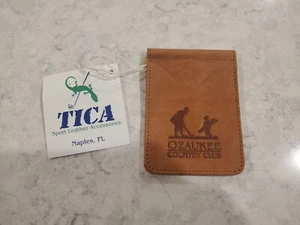 TICA
Sport Leather Accessories
Naples, FL
OZAUKEE
COUNTRY CLUB